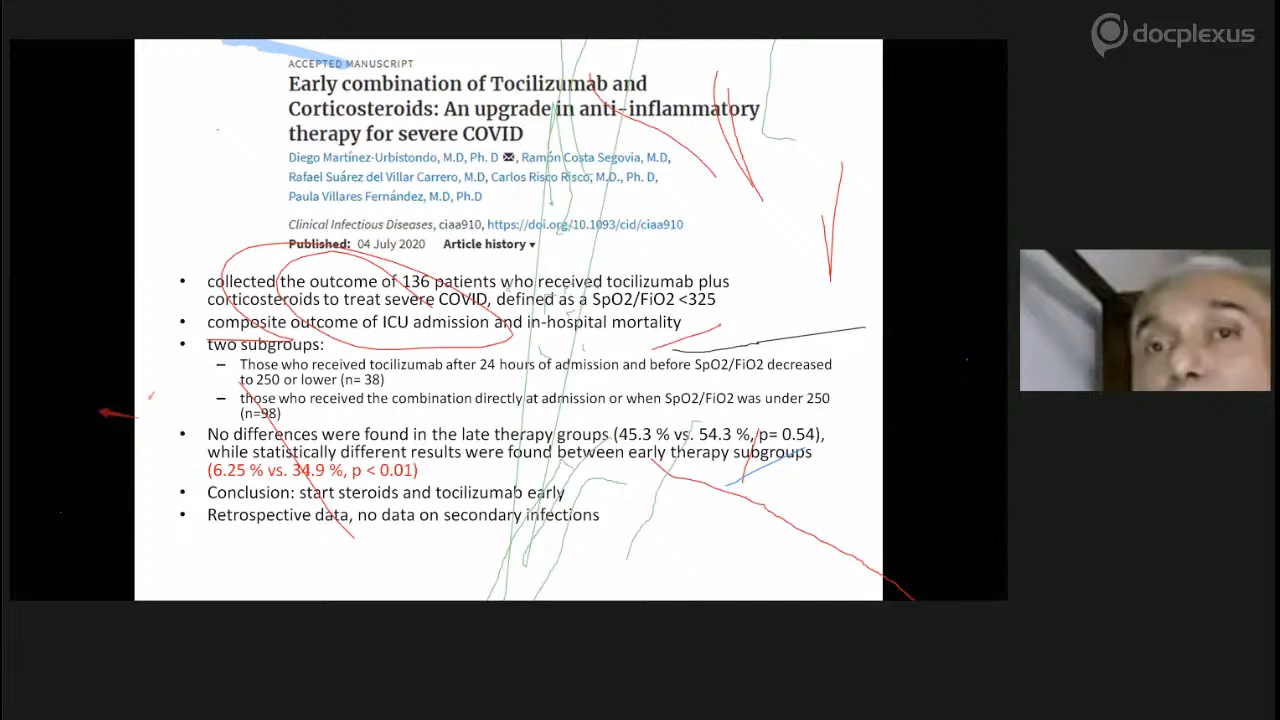 docplexus
ACCEPTED MANUSCRIPT
Early combination of Tocilizumab and
Corticosteroids: An upgrade in anti-inflammatory
therapy for severe COVID
Diego Martínez-Urbistondo, M.D, Ph. D ✉, Ramón Costa Segovia, M.D,
Rafael Suárez del Villar Carrero, M.D, Carlos Risco Risco, M.D., Ph. D,
Paula Villares Fernández, M.D, Ph.D
Clinical Infectious Diseases, ciaa910, https://doi.org/10.1093/cid/ciaa910
Published: 04 July 2020 Article history ▾
• collected the outcome of 136 patients who received tocilizumab plus
corticosteroids to treat severe COVID, defined as a SpO2/FiO2 <325
• composite outcome of ICU admission and in-hospital mortality
• two subgroups:
– Those who received tocilizumab after 24 hours of admission and before SpO2/FiO2 decreased
to 250 or lower (n= 38)
– those who received the combination directly at admission or when SpO2/FiO2 was under 250
(n=98)
• No differences were found in the late therapy groups (45.3 % vs. 54.3 %, p= 0.54),
while statistically different results were found between early therapy subgroups
(6.25 % vs. 34.9 %, p < 0.01)
• Conclusion: start steroids and tocilizumab early
• Retrospective data, no data on secondary infections